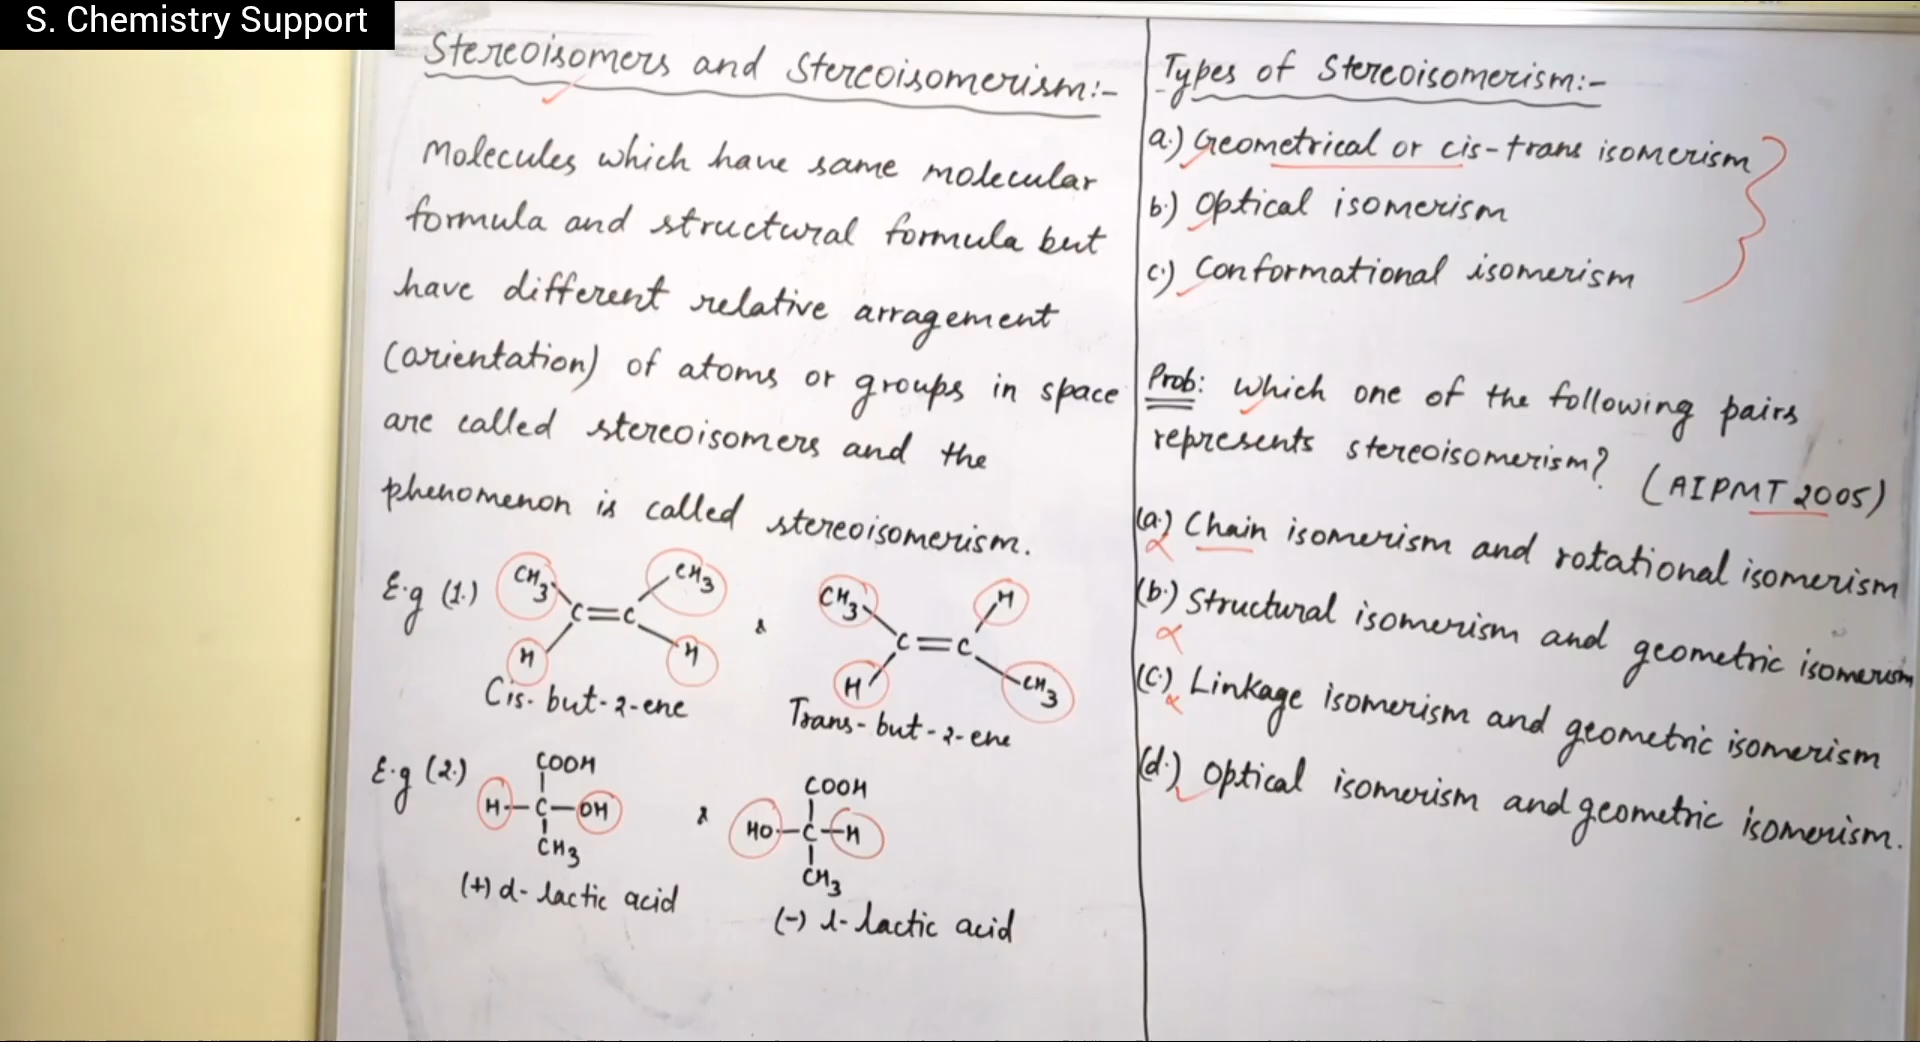 S. Chemistry Support
Stereoisomers and Stereoisomerism:-
Molecules which have same molecular
formula and structural formula but
have different relative arragement
(orientation) of atoms or groups in space
are called stereoisomers and the
phenomenon is called stereoisomerism.
E.g (1.) CH3 CH3 & CH3 H
C=C C=C
H H H CH3
Cis-but-2-ene Trans-but-2-ene
E.g (2.) COOH & COOH
H-C-OH HO-C-H
CH3 CH3
(+) d-lactic acid (-) l-lactic acid
Types of Stereoisomerism:-
a.) Geometrical or cis-trans isomerism
b.) Optical isomerism
c.) Conformational isomerism
Prob: Which one of the following pairs
represents stereoisomerism?
(AIPMT 2005)
(a.) Chain isomerism and rotational isomerism
(b.) Structural isomerism and geometric isomerism
(c.) Linkage isomerism and geometric isomerism
(d.) Optical isomerism and geometric isomerism.